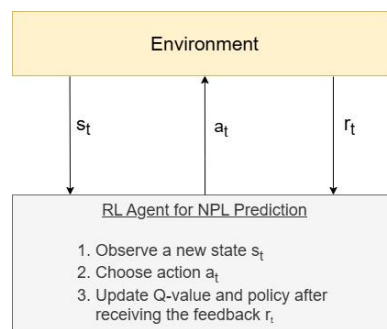 Environment
s_t
a_t
r_t
RL Agent for NPL Prediction
1. Observe a new state s_t
2. Choose action a_t
3. Update Q-value and policy after
receiving the feedback r_t